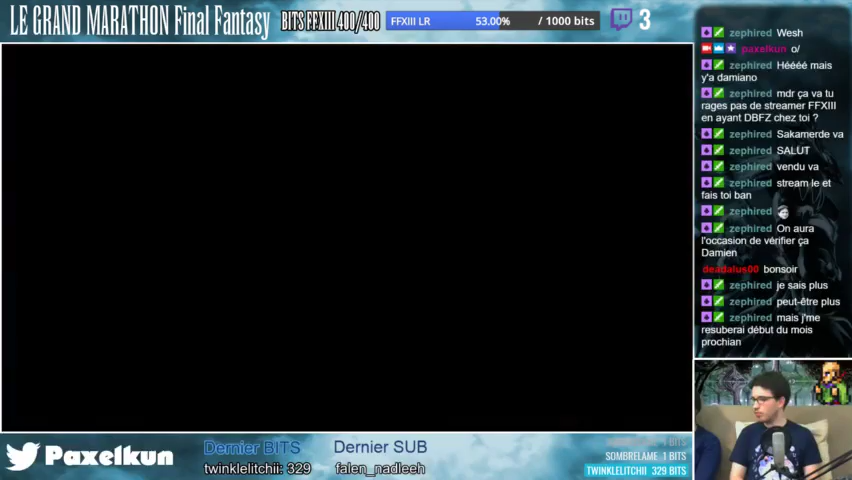 LE GRAND MARATHON Final Fantasy
BITS FFXIII 400/400
FFXIII LR 53.00% / 1000 bits
3
zephired Wesh
paxelkun o/
zephired Héééé mais
y'a damiano
zephired mdr ça va tu
rages pas de streamer FFXIII
en ayant DBFZ chez toi ?
zephired Sakamerde va
zephired SALUT
zephired vendu va
zephired stream le et
fais toi ban
zephired
zephired On aura
l'occasion de vérifier ça
Damien
deadalus00 bonsoir
zephired je sais plus
zephired peut-être plus
zephired mais j'me
resuberai début du mois
prochian
Paxelkun
Dernier BITS
twinklelitchii: 329
Dernier SUB
falen_nadleeh
1 BITS
SOMBRELAME 1 BITS
TWINKLELITCHII 329 BITS